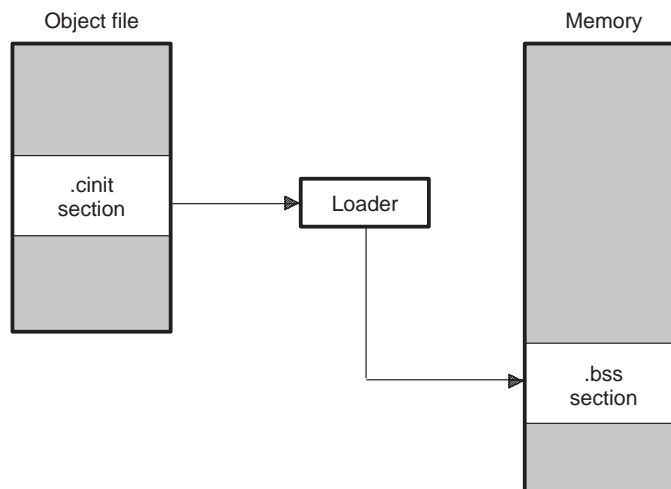 Object file
Memory
.cinit
section
Loader
.bss
section